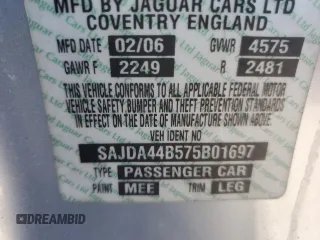 MFD BY JAGUAR CARS LTD
COVENTRY ENGLAND
MFD DATE 02/06 GVWR 4575
GAWR F 2249 R 2481
THIS VEHICLE CONFORMS TO ALL APPLICABLE FEDERAL MOTOR
VEHICLE SAFETY, BUMPER AND THEFT STANDARDS IN EFFECT
ON THE DATE OF MANUFACTURE SHOWN ABOVE
VEH IDENT NO
SAJDA44B575B01697
TYPE PASSENGER CAR
PAINT MEE TRIM LEG
DREAMBID